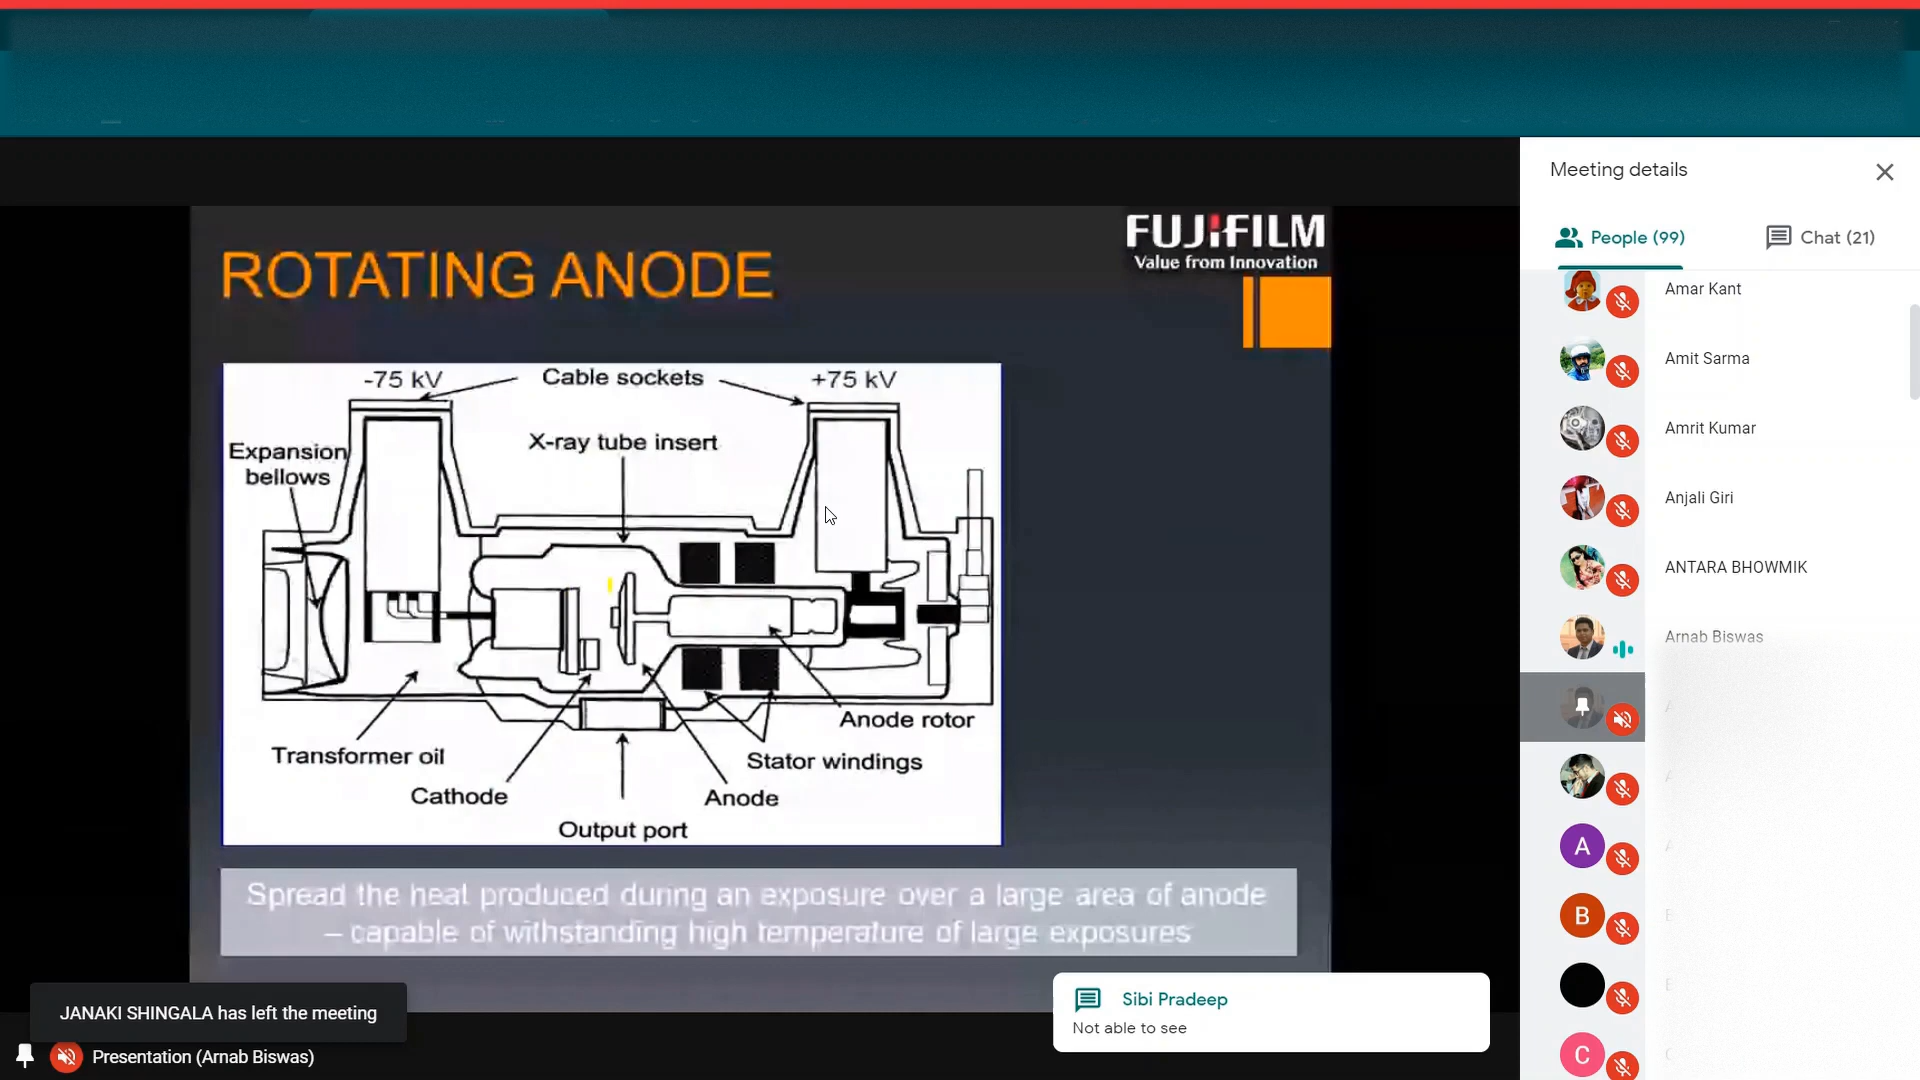 Meeting details
People (99)
Chat (21)
ROTATING ANODE
FUJIFILM
Value from Innovation
-75 kV
Cable sockets
+75 kV
X-ray tube insert
Expansion
bellows
Anode rotor
Transformer oil
Stator windings
Cathode
Anode
Output port
Spread the heat produced during an exposure over a large area of anode
– capable of withstanding high temperature of large exposures
Amar Kant
Amit Sarma
Amrit Kumar
Anjali Giri
ANTARA BHOWMIK
Arnab Biswas
A
B
C
JANAKI SHINGALA has left the meeting
Sibi Pradeep
Not able to see
Presentation (Arnab Biswas)